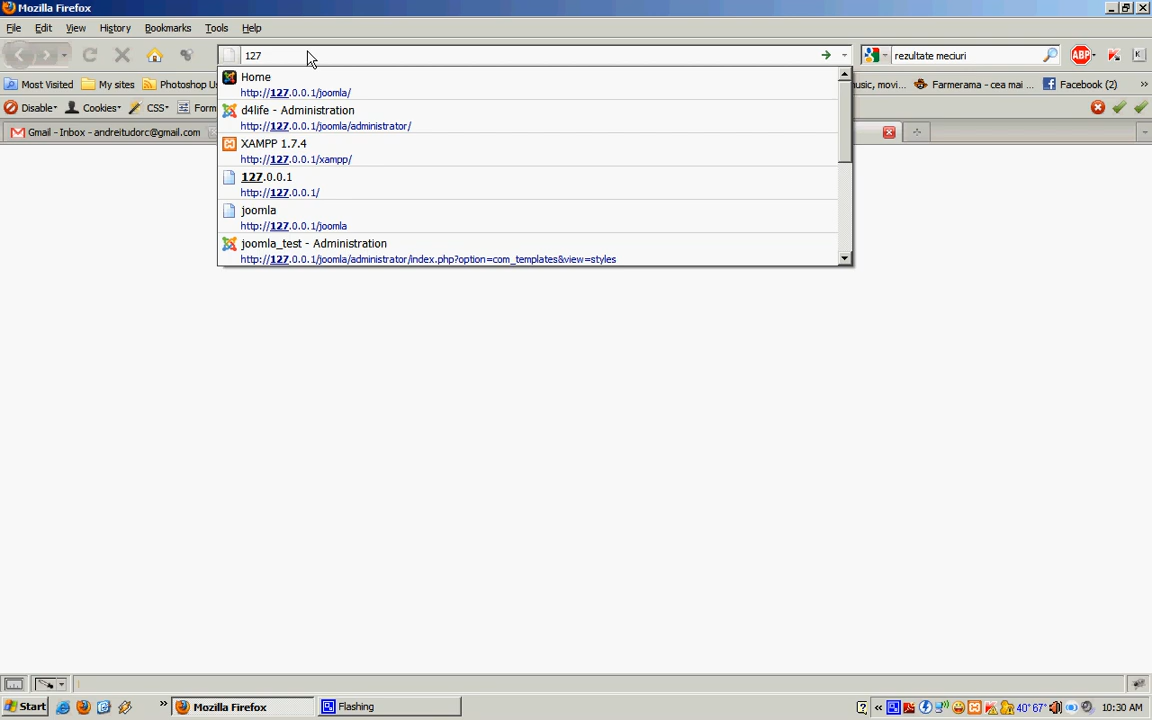 Mozilla Firefox
File Edit View History Bookmarks Tools Help
127
rezultate meciuri
ABP
K
Most Visited My sites Photoshop Us
usic, movi... Farmerama - cea mai ... Facebook (2)
Disable Cookies CSS Form
Gmail - Inbox - andreitudorc@gmail.com
Home
http://127.0.0.1/joomla/
d4life - Administration
http://127.0.0.1/joomla/administrator/
XAMPP 1.7.4
http://127.0.0.1/xampp/
127.0.0.1
http://127.0.0.1/
joomla
http://127.0.0.1/joomla
joomla_test - Administration
http://127.0.0.1/joomla/administrator/index.php?option=com_templates&view=styles
Start Mozilla Firefox Flashing 40° 67° 10:30 AM